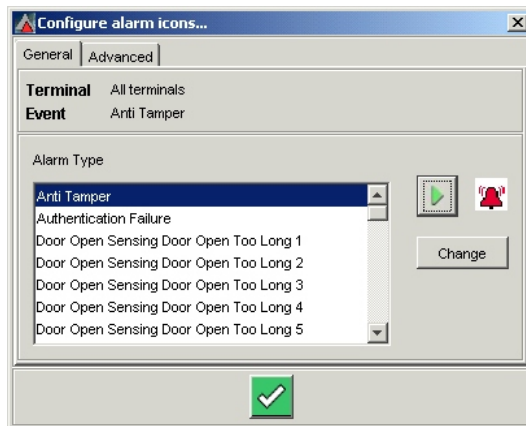 Configure alarm icons...
General Advanced
Terminal All terminals
Event Anti Tamper
Alarm Type
Anti Tamper
Authentication Failure
Door Open Sensing Door Open Too Long 1
Door Open Sensing Door Open Too Long 2
Door Open Sensing Door Open Too Long 3
Door Open Sensing Door Open Too Long 4
Door Open Sensing Door Open Too Long 5
Change